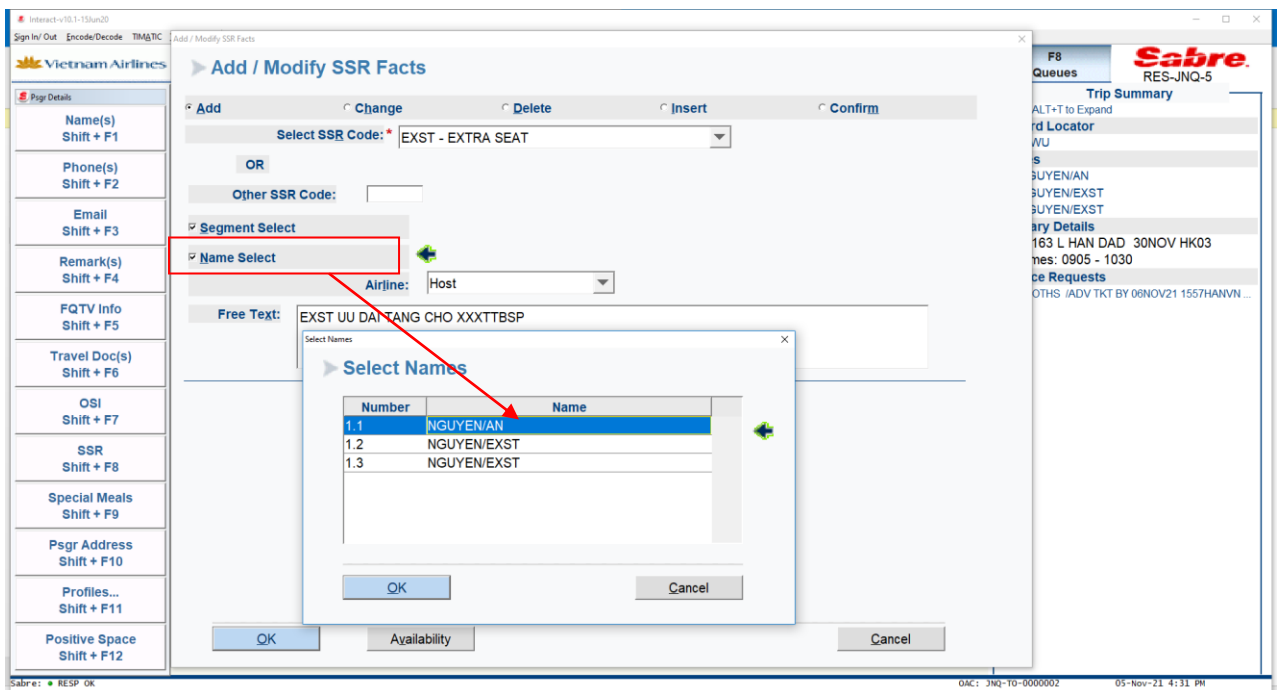 Interact-v10.1-15Jun20
Sign In/ Out Encode/Decode TIMATIC
Vietnam Airlines
Psgr Details
Name(s)
Shift + F1
Phone(s)
Shift + F2
Email
Shift + F3
Remark(s)
Shift + F4
FQTV Info
Shift + F5
Travel Doc(s)
Shift + F6
OSI
Shift + F7
SSR
Shift + F8
Special Meals
Shift + F9
Psgr Address
Shift + F10
Profiles...
Shift + F11
Positive Space
Shift + F12
Add / Modify SSR Facts
Add / Modify SSR Facts
Add Change Delete Insert Confirm
Select SSR Code: * EXST - EXTRA SEAT
OR
Other SSR Code:
Segment Select
Name Select
Airline: Host
Free Text: EXST UU DAI TANG CHO XXXTTBSP
Select Names
Select Names
Number Name
1.1 NGUYEN/AN
1.2 NGUYEN/EXST
1.3 NGUYEN/EXST
OK Cancel
OK Availability Cancel
F8
Queues
Sabre.
RES-JNQ-5
Trip Summary
ALT+T to Expand
rd Locator
WU
s
GUYEN/AN
GUYEN/EXST
GUYEN/EXST
ary Details
163 L HAN DAD 30NOV HK03
mes: 0905 - 1030
ce Requests
OTHS /ADV TKT BY 06NOV21 1557HANVN ...
Sabre: RESP OK
OAC: JNQ-TO-0000002 05-Nov-21 4:31 PM